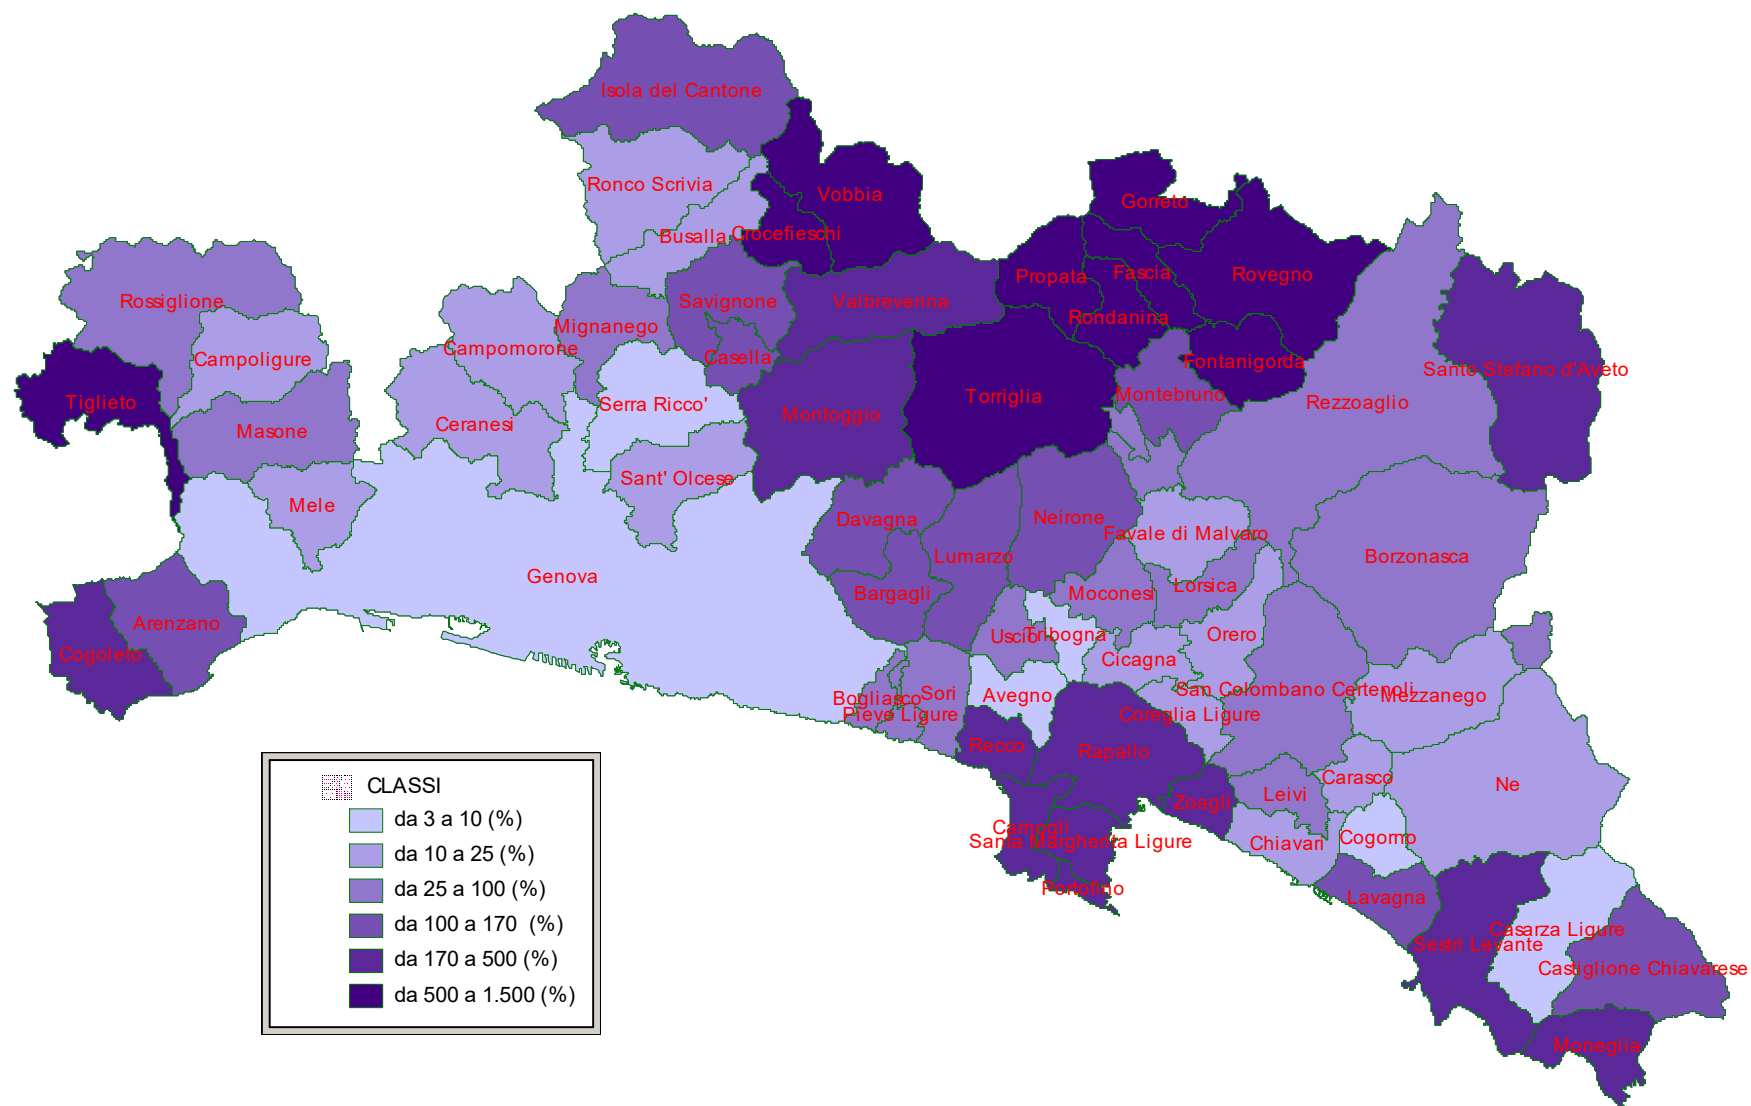 Isola del Cantone
Ronco Scrivia
Vobbia
Gorreto
Busalla
Crocefieschi
Propata
Fascia
Rovegno
Rossiglione
Savignone
Valbrevenna
Rondanina
Mignanego
Campomorone
Campoligure
Casella
Fontanigorda
Santo Stefano d'Aveto
Tiglieto
Serra Ricco'
Torriglia
Montebruno
Rezzoaglio
Montoggio
Masone
Ceranesi
Sant' Olcese
Mele
Davagna
Neirone
Favale di Malvaro
Lumarzo
Borzonasca
Genova
Bargagli
Moconesi
Lorsica
Arenzano
Uscio
Tribogna
Orero
Cogoleto
Cicagna
Bogliasco
Sori
Avegno
San Colombano Certenoli
Mezzanego
Pieve Ligure
Coreglia Ligure
Recco
Rapallo
Carasco
Ne
Leivi
Zoagli
Camogli
Santa Margherita Ligure
Chiavari
Cogorno
Portofino
Lavagna
Casarza Ligure
Sestri Levante
Castiglione Chiavarese
Moneglia
CLASSI
da 3 a 10 (%)
da 10 a 25 (%)
da 25 a 100 (%)
da 100 a 170 (%)
da 170 a 500 (%)
da 500 a 1.500 (%)